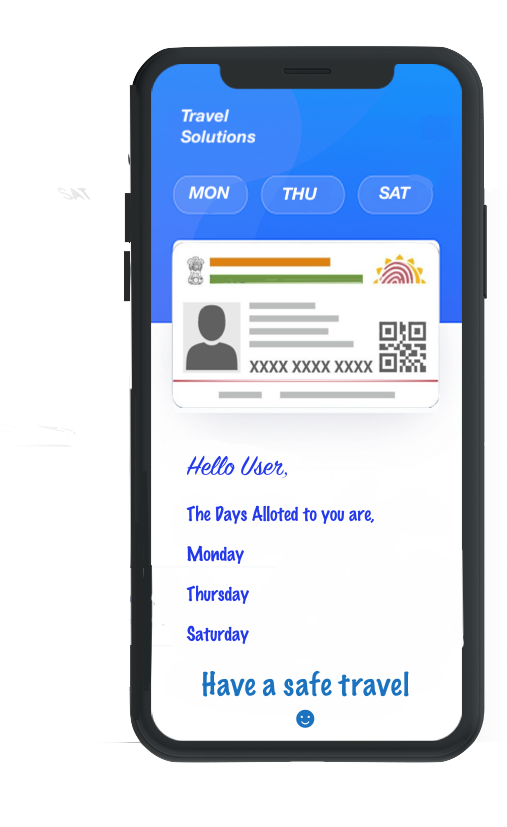 Travel
Solutions
MON THU SAT
XXXX XXXX XXXX
Hello User,
The Days Alloted to you are,
Monday
Thursday
Saturday
Have a safe travel